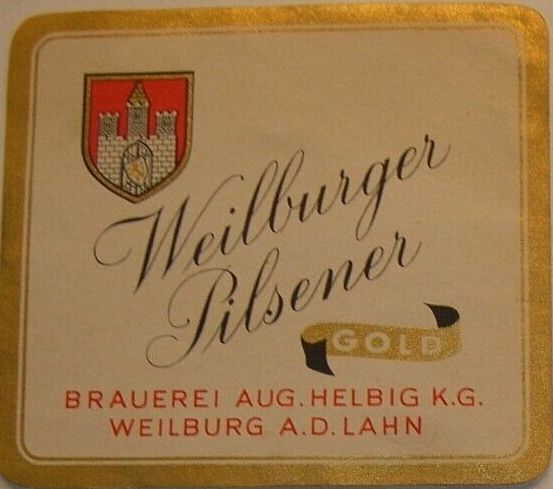 Weilburger
Pilsener
GOLD
BRAUEREI AUG. HELBIG K.G.
WEILBURG A.D. LAHN